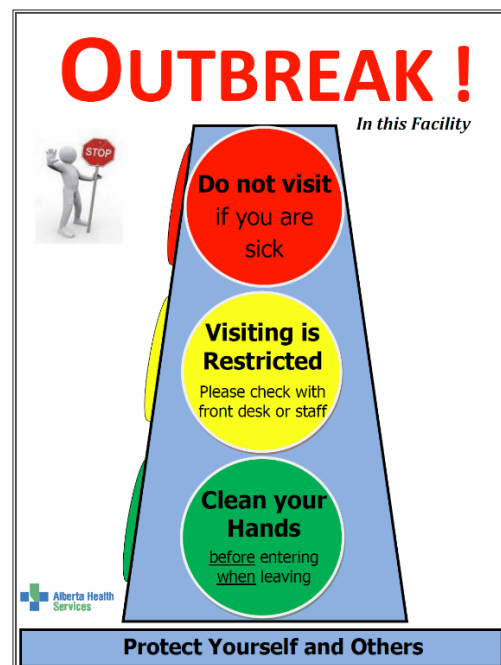 OUTBREAK !
In this Facility
STOP
Do not visit
if you are
sick
Visiting is
Restricted
Please check with
front desk or staff
Clean your
Hands
before entering
when leaving
Alberta Health
Services
Protect Yourself and Others